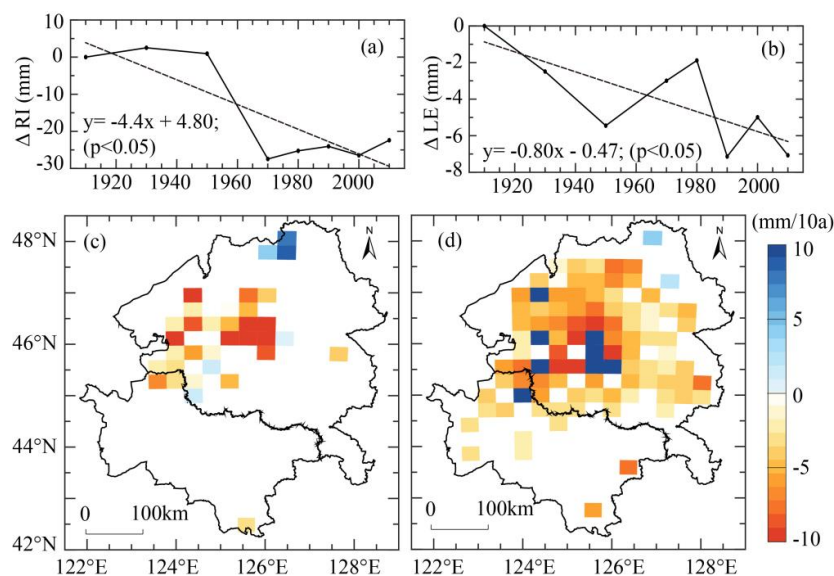 10
0
-10
-20
-30
Δ RI (mm)
(a)
y= -4.4x + 4.80;
(p<0.05)
1920 1940 1960 1980 2000
0
-2
-4
-6
-8
Δ LE (mm)
(b)
y= -0.80x - 0.47; (p<0.05)
1920 1940 1960 1980 2000
48°N
46°N
44°N
42°N
(c)
N
0 100km
122°E 124°E 126°E 128°E
(d)
N
0 100km
122°E 124°E 126°E 128°E
(mm/10a)
10
5
0
-5
-10